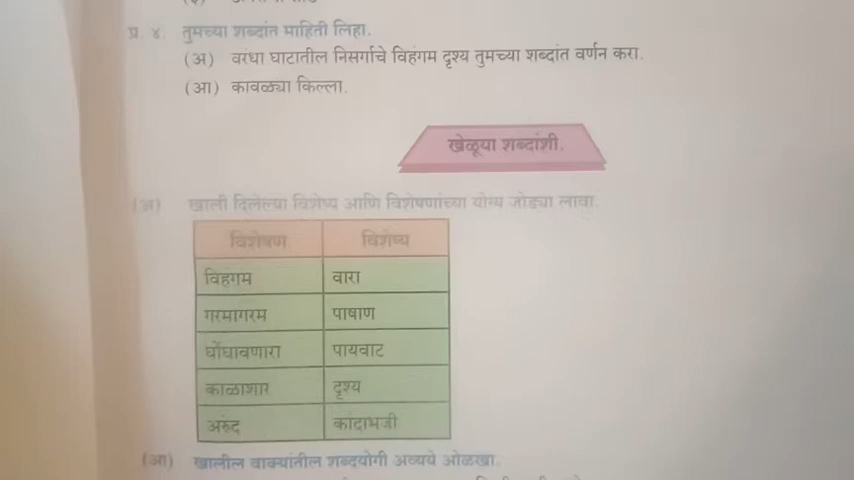 प्र. ४. तुमच्या शब्दांत माहिती लिहा.
(अ) वरंधा घाटातील निसर्गाचे विहंगम दृश्य तुमच्या शब्दांत वर्णन करा.
(आ) कावळ्या किल्ला.
खेळूया शब्दांशी.
(अ) खाली दिलेल्या विशेष्य आणि विशेषणांच्या योग्य जोड्या लावा.
विशेषण विशेष्य
विहंगम वारा
गरमागरम पाषाण
घोंघावणारा पायवाट
काळाशार दृश्य
अरुंद कांदाभजी
(आ) खालील वाक्यांतील शब्दयोगी अव्यये ओळखा.